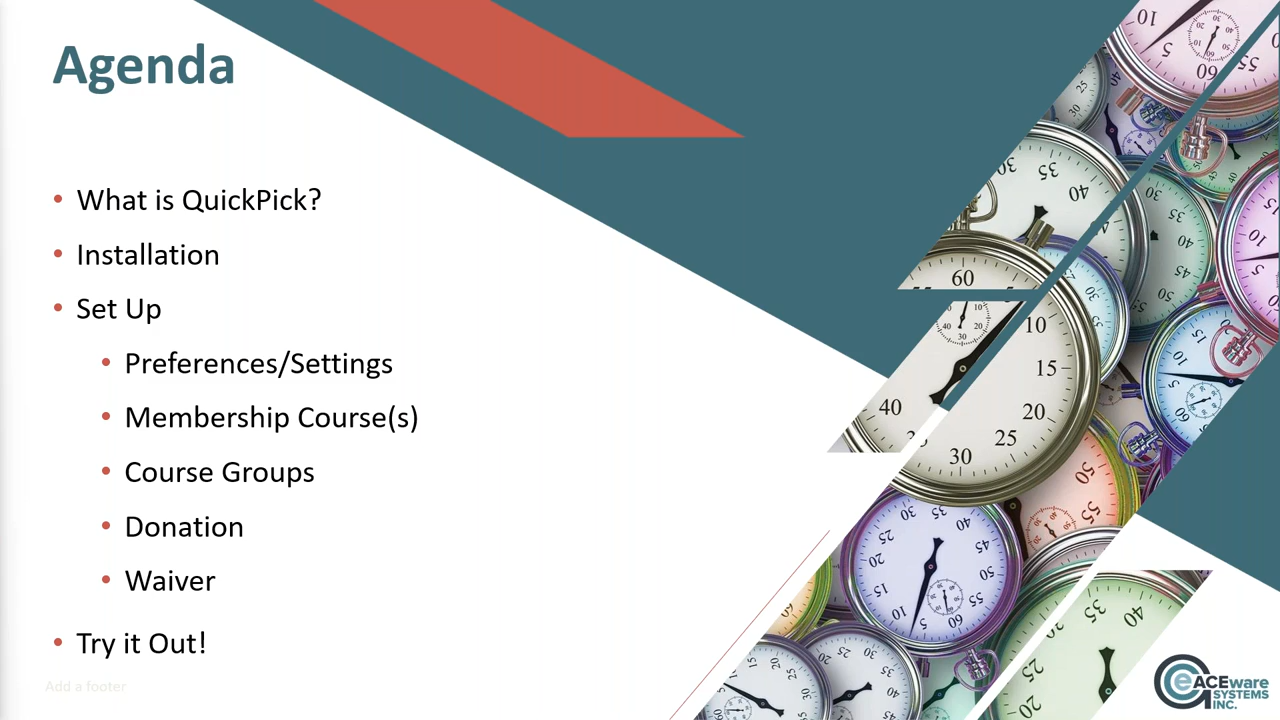 Agenda
• What is QuickPick?
• Installation
• Set Up
• Preferences/Settings
• Membership Course(s)
• Course Groups
• Donation
• Waiver
• Try it Out!
Add a footer
ACEware
SYSTEMS
INC.